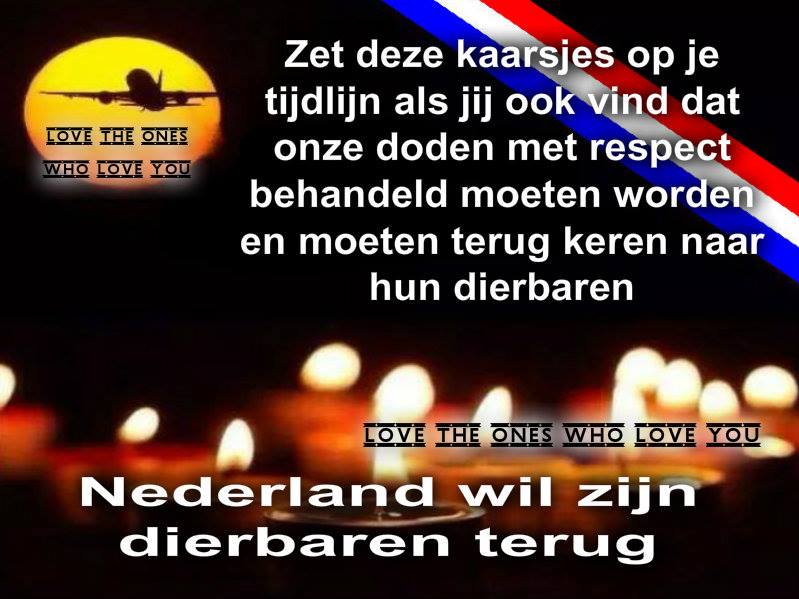 Zet deze kaarsjes op je
tijdlijn als jij ook vind dat
onze doden met respect
behandeld moeten worden
en moeten terug keren naar
hun dierbaren
LOVE THE ONES
WHO LOVE YOU
LOVE THE ONES WHO LOVE YOU
Nederland wil zijn
dierbaren terug